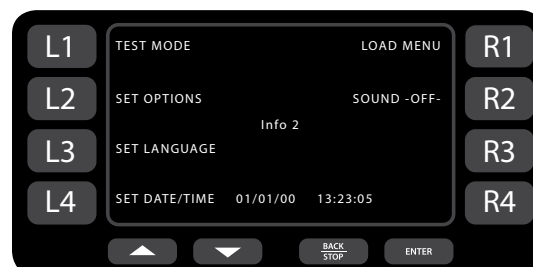 L1 TEST MODE LOAD MENU R1
L2 SET OPTIONS SOUND -OFF- R2
Info 2
L3 SET LANGUAGE R3
L4 SET DATE/TIME 01/01/00 13:23:05 R4
BACK
STOP
ENTER